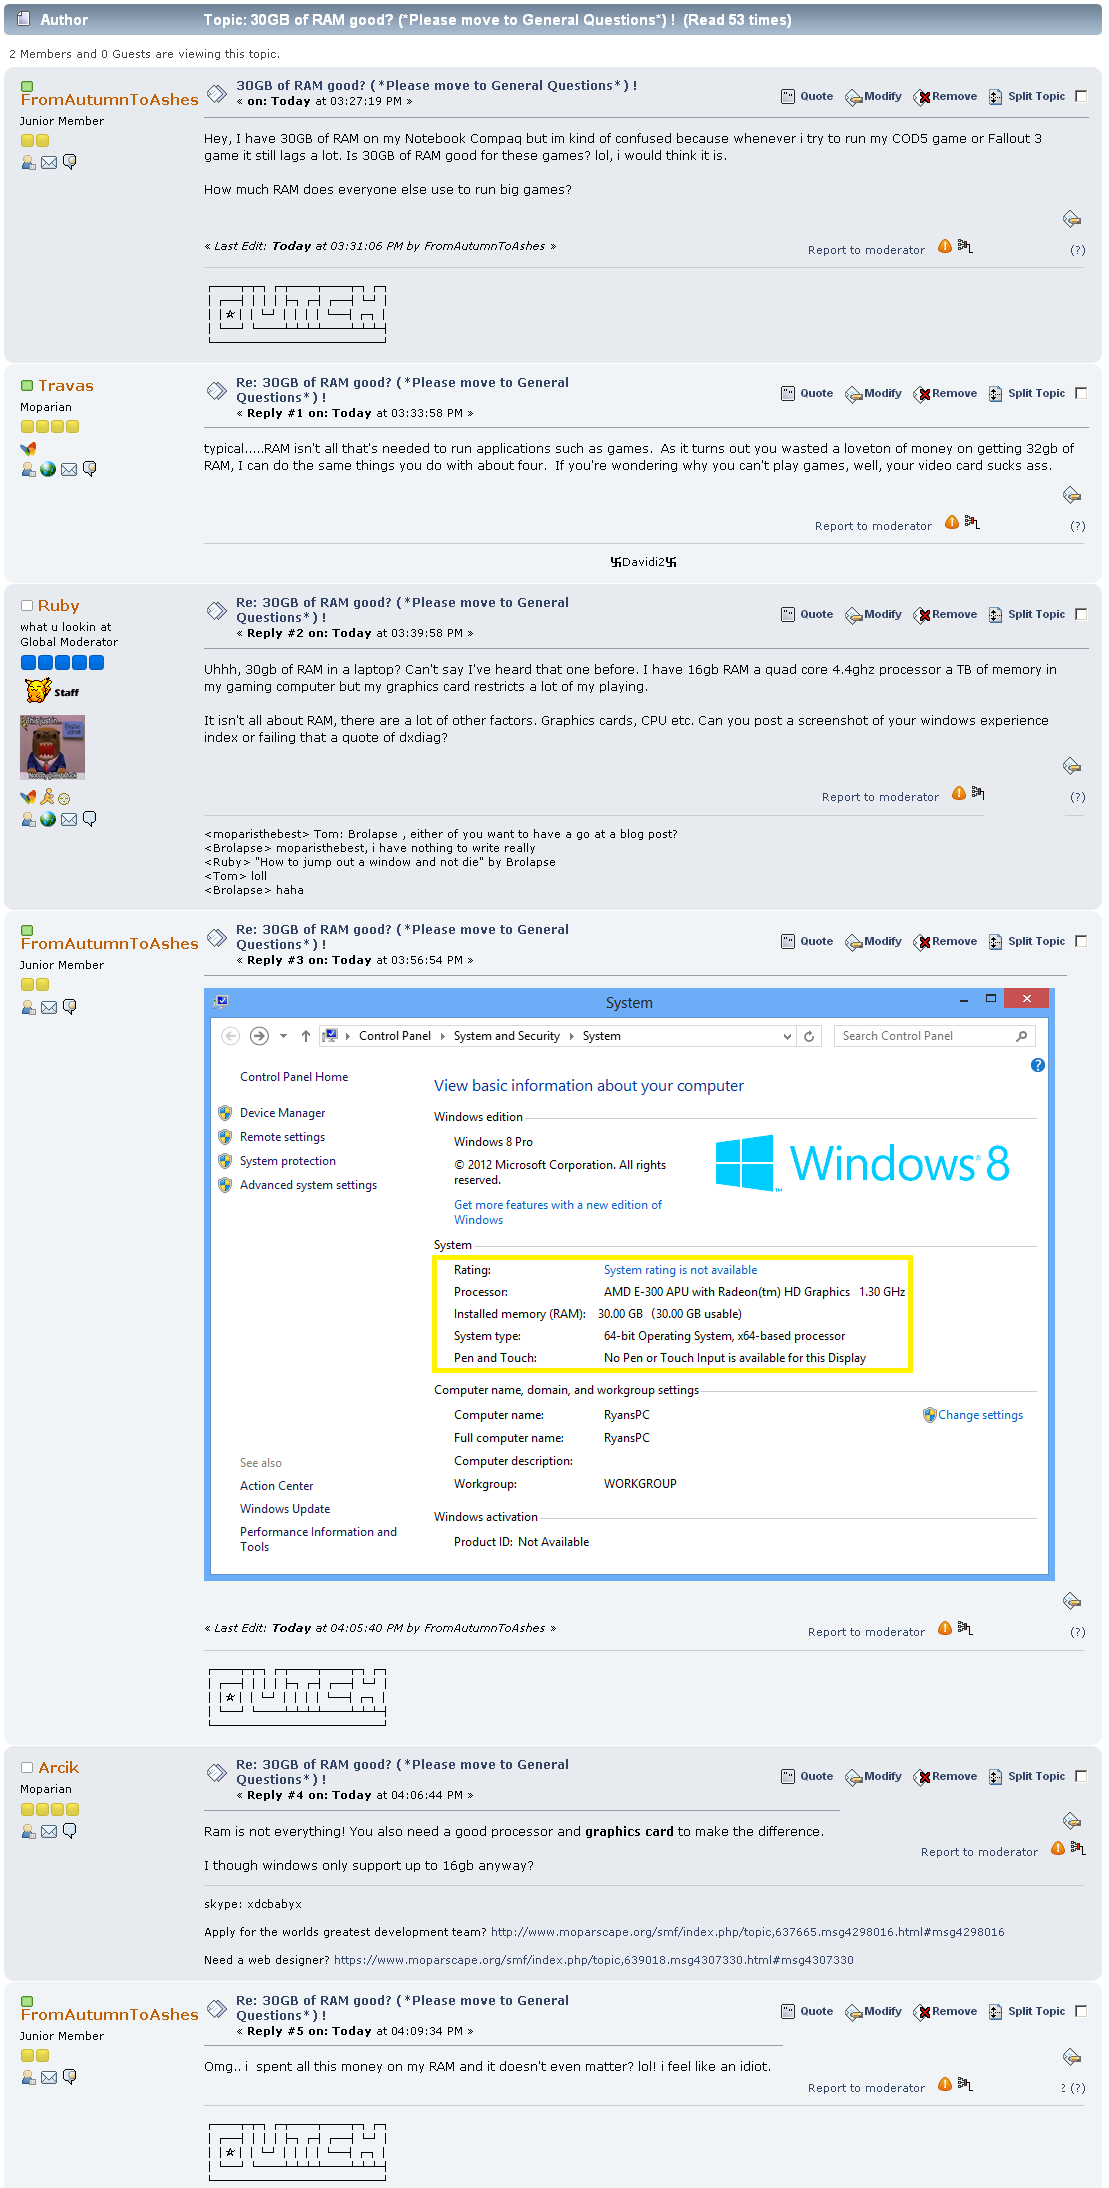 Author Topic: 30GB of RAM good? (*Please move to General Questions*) !  (Read 53 times)
2 Members and 0 Guests are viewing this topic.
FromAutumnToAshes
Junior Member
30GB of RAM good? (*Please move to General Questions*) !
« on: Today at 03:27:19 PM »
Quote Modify Remove Split Topic
Hey, I have 30GB of RAM on my Notebook Compaq but im kind of confused because whenever i try to run my COD5 game or Fallout 3
game it still lags a lot. Is 30GB of RAM good for these games? lol, i would think it is.
How much RAM does everyone else use to run big games?
« Last Edit: Today at 03:31:06 PM by FromAutumnToAshes »
Report to moderator (?)
Travas
Moparian
Re: 30GB of RAM good? (*Please move to General
Questions*) !
« Reply #1 on: Today at 03:33:58 PM »
Quote Modify Remove Split Topic
typical.....RAM isn't all that's needed to run applications such as games.  As it turns out you wasted a loveton of money on getting 32gb of
RAM, I can do the same things you do with about four.  If you're wondering why you can't play games, well, your video card sucks ass.
Report to moderator (?)
卐Davidi2卐
Ruby
what u lookin at
Global Moderator
Staff
Re: 30GB of RAM good? (*Please move to General
Questions*) !
« Reply #2 on: Today at 03:39:58 PM »
Quote Modify Remove Split Topic
Uhhh, 30gb of RAM in a laptop? Can't say I've heard that one before. I have 16gb RAM a quad core 4.4ghz processor a TB of memory in
my gaming computer but my graphics card restricts a lot of my playing.
It isn't all about RAM, there are a lot of other factors. Graphics cards, CPU etc. Can you post a screenshot of your windows experience
index or failing that a quote of dxdiag?
Report to moderator (?)
<moparisthebest> Tom: Brolapse , either of you want to have a go at a blog post?
<Brolapse> moparisthebest, i have nothing to write really
<Ruby> "How to jump out a window and not die" by Brolapse
<Tom> loll
<Brolapse> haha
FromAutumnToAshes
Junior Member
Re: 30GB of RAM good? (*Please move to General
Questions*) !
« Reply #3 on: Today at 03:56:54 PM »
Quote Modify Remove Split Topic
System
Control Panel System and Security System
Search Control Panel
Control Panel Home
Device Manager
Remote settings
System protection
Advanced system settings
See also
Action Center
Windows Update
Performance Information and
Tools
View basic information about your computer
Windows edition
Windows 8 Pro
© 2012 Microsoft Corporation. All rights
reserved.
Get more features with a new edition of
Windows
Windows® 8
System
Rating: System rating is not available
Processor: AMD E-300 APU with Radeon(tm) HD Graphics   1.30 GHz
Installed memory (RAM): 30.00 GB  (30.00 GB usable)
System type: 64-bit Operating System, x64-based processor
Pen and Touch: No Pen or Touch Input is available for this Display
Computer name, domain, and workgroup settings
Computer name: RyansPC
Change settings
Full computer name: RyansPC
Computer description:
Workgroup: WORKGROUP
Windows activation
Product ID: Not Available
« Last Edit: Today at 04:05:40 PM by FromAutumnToAshes »
Report to moderator (?)
Arcik
Moparian
Re: 30GB of RAM good? (*Please move to General
Questions*) !
« Reply #4 on: Today at 04:06:44 PM »
Quote Modify Remove Split Topic
Ram is not everything! You also need a good processor and graphics card to make the difference.
I though windows only support up to 16gb anyway?
Report to moderator
skype: xdcbabyx
Apply for the worlds greatest development team? http://www.moparscape.org/smf/index.php/topic,637665.msg4298016.html#msg4298016
Need a web designer? https://www.moparscape.org/smf/index.php/topic,639018.msg4307330.html#msg4307330
FromAutumnToAshes
Junior Member
Re: 30GB of RAM good? (*Please move to General
Questions*) !
« Reply #5 on: Today at 04:09:34 PM »
Quote Modify Remove Split Topic
Omg.. i  spent all this money on my RAM and it doesn't even matter? lol! i feel like an idiot.
Report to moderator (?)